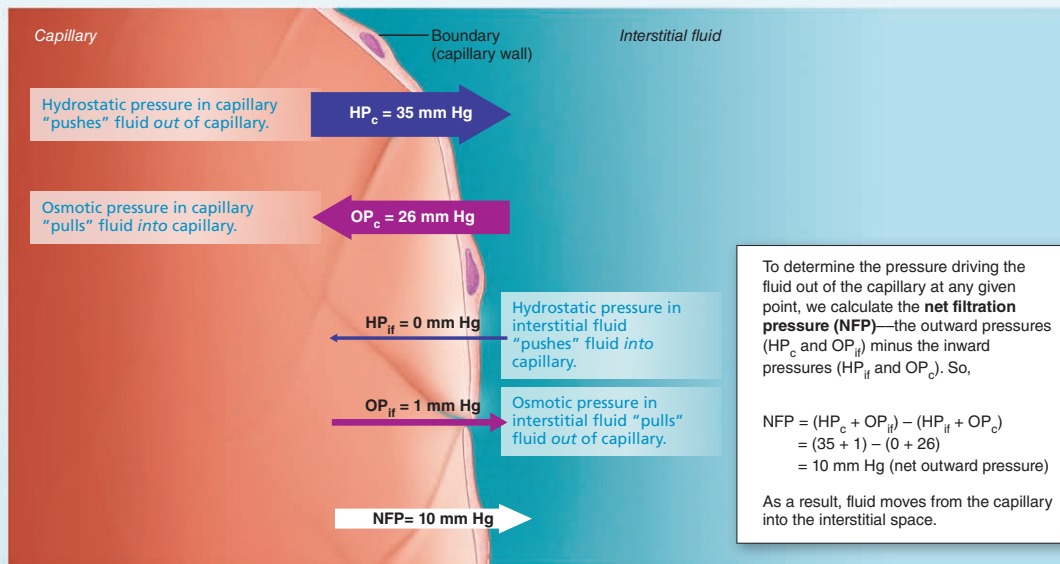 Capillary
Boundary
(capillary wall)
Interstitial fluid
Hydrostatic pressure in capillary
“pushes” fluid out of capillary.
HPc = 35 mm Hg
Osmotic pressure in capillary
“pulls” fluid into capillary.
OPc = 26 mm Hg
HPif = 0 mm Hg
Hydrostatic pressure in
interstitial fluid
“pushes” fluid into
capillary.
OPif = 1 mm Hg
Osmotic pressure in
interstitial fluid “pulls”
fluid out of capillary.
NFP= 10 mm Hg
To determine the pressure driving the
fluid out of the capillary at any given
point, we calculate the net filtration
pressure (NFP)—the outward pressures
(HPc and OPif) minus the inward
pressures (HPif and OPc). So,
NFP = (HPc + OPif) – (HPif + OPc)
= (35 + 1) – (0 + 26)
= 10 mm Hg (net outward pressure)
As a result, fluid moves from the capillary
into the interstitial space.